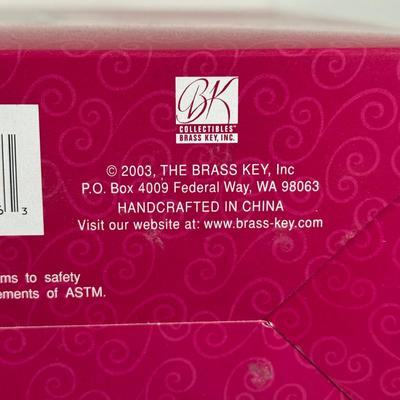 BK
COLLECTIBLES
BRASS KEY, INC.
© 2003, THE BRASS KEY, Inc
P.O. Box 4009 Federal Way, WA 98063
HANDCRAFTED IN CHINA
Visit our website at: www.brass-key.com
3
ms to safety
ements of ASTM.